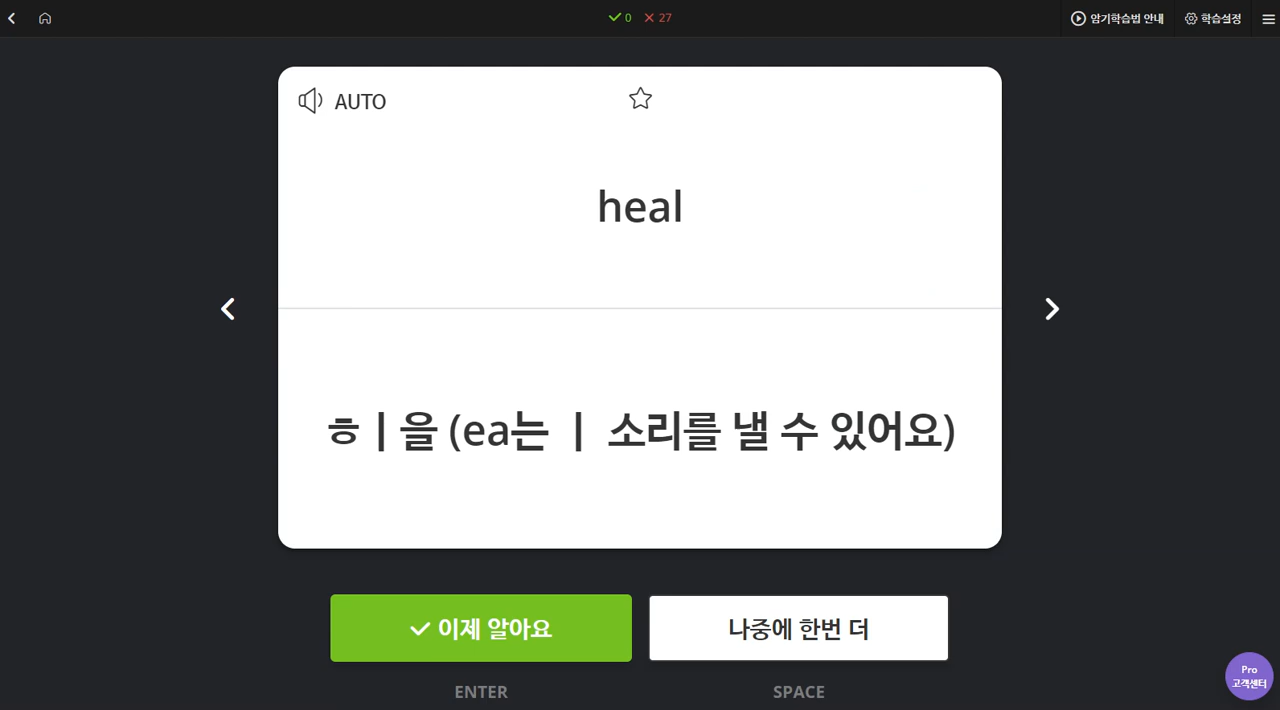 0 27 암기학습법 안내 학습설정
AUTO
heal
ㅎㅣ을 (ea는 ㅣ 소리를 낼 수 있어요)
이제 알아요 나중에 한번 더
ENTER SPACE
Pro
고객센터